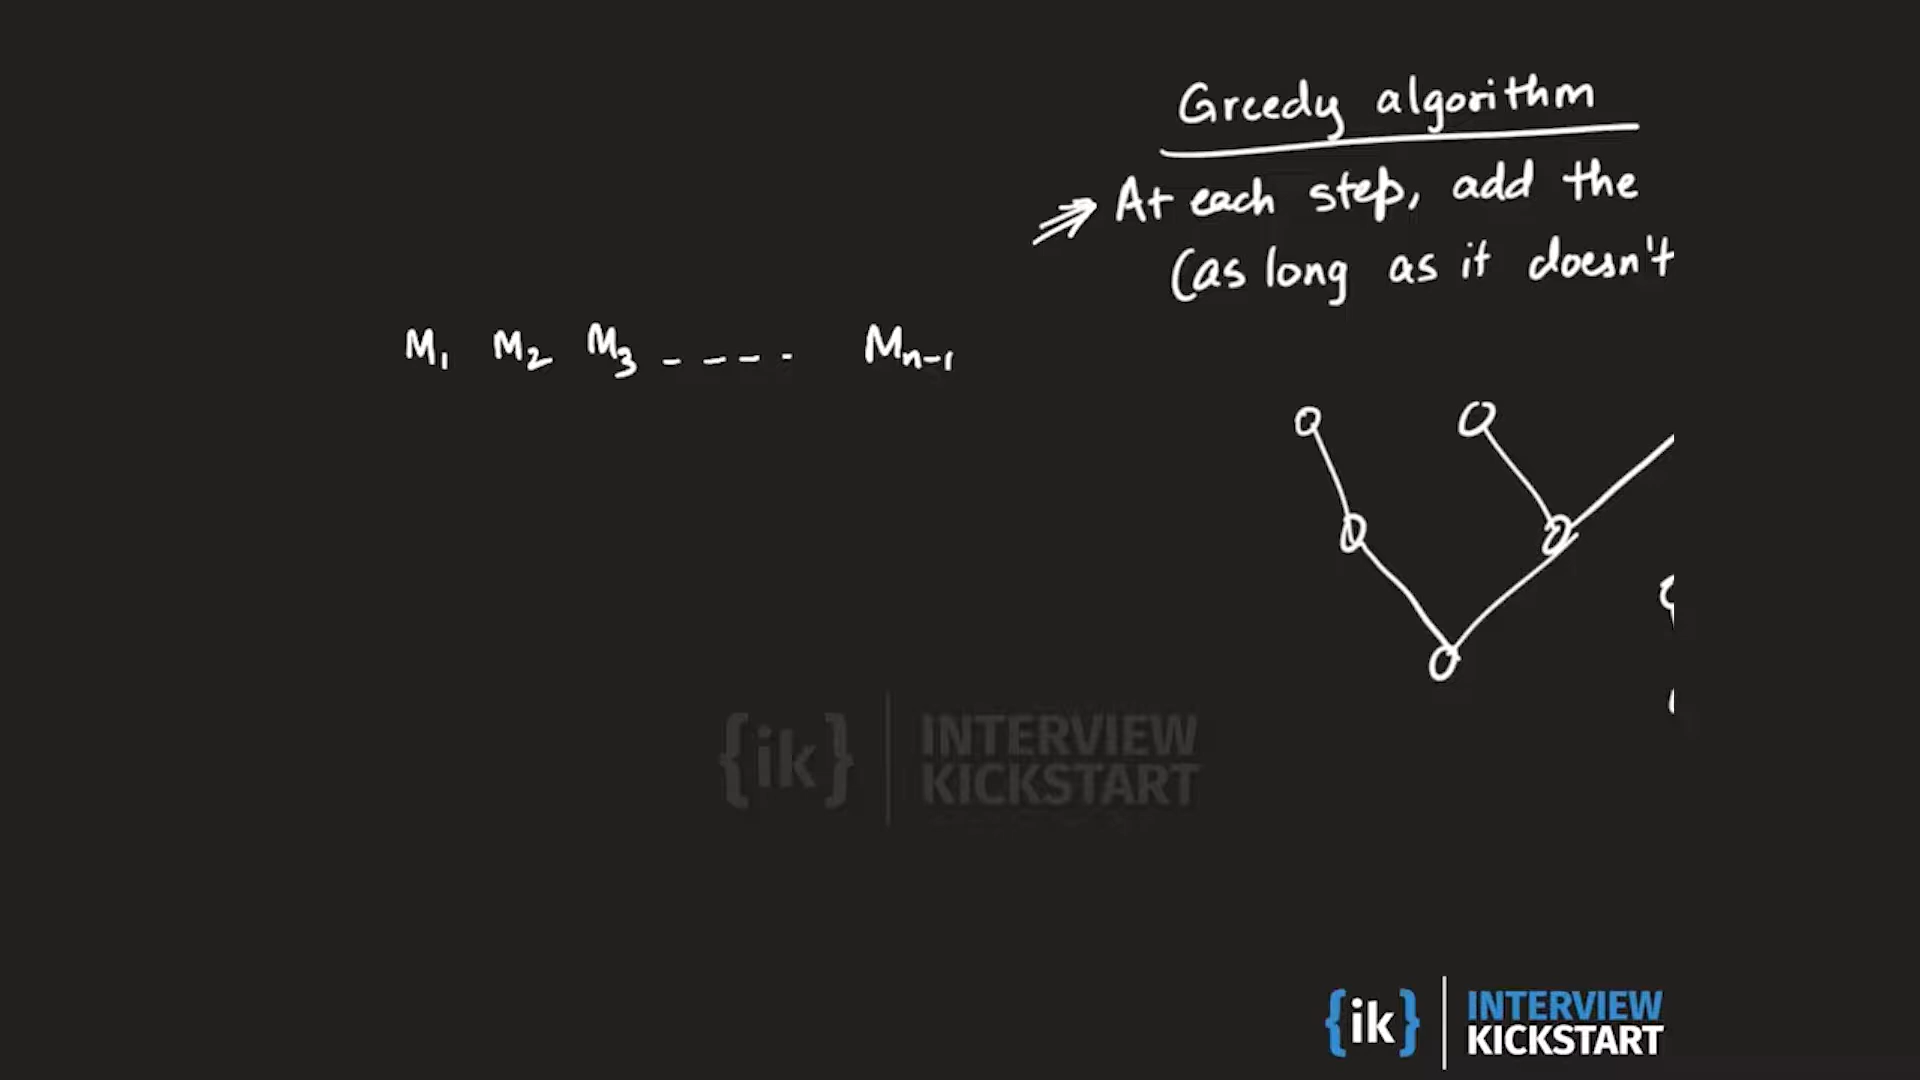 Greedy algorithm
At each step, add the
(as long as it doesn't
M1 M2 M3 ---- Mn-1
{ik} INTERVIEW
KICKSTART
{ik} INTERVIEW
KICKSTART